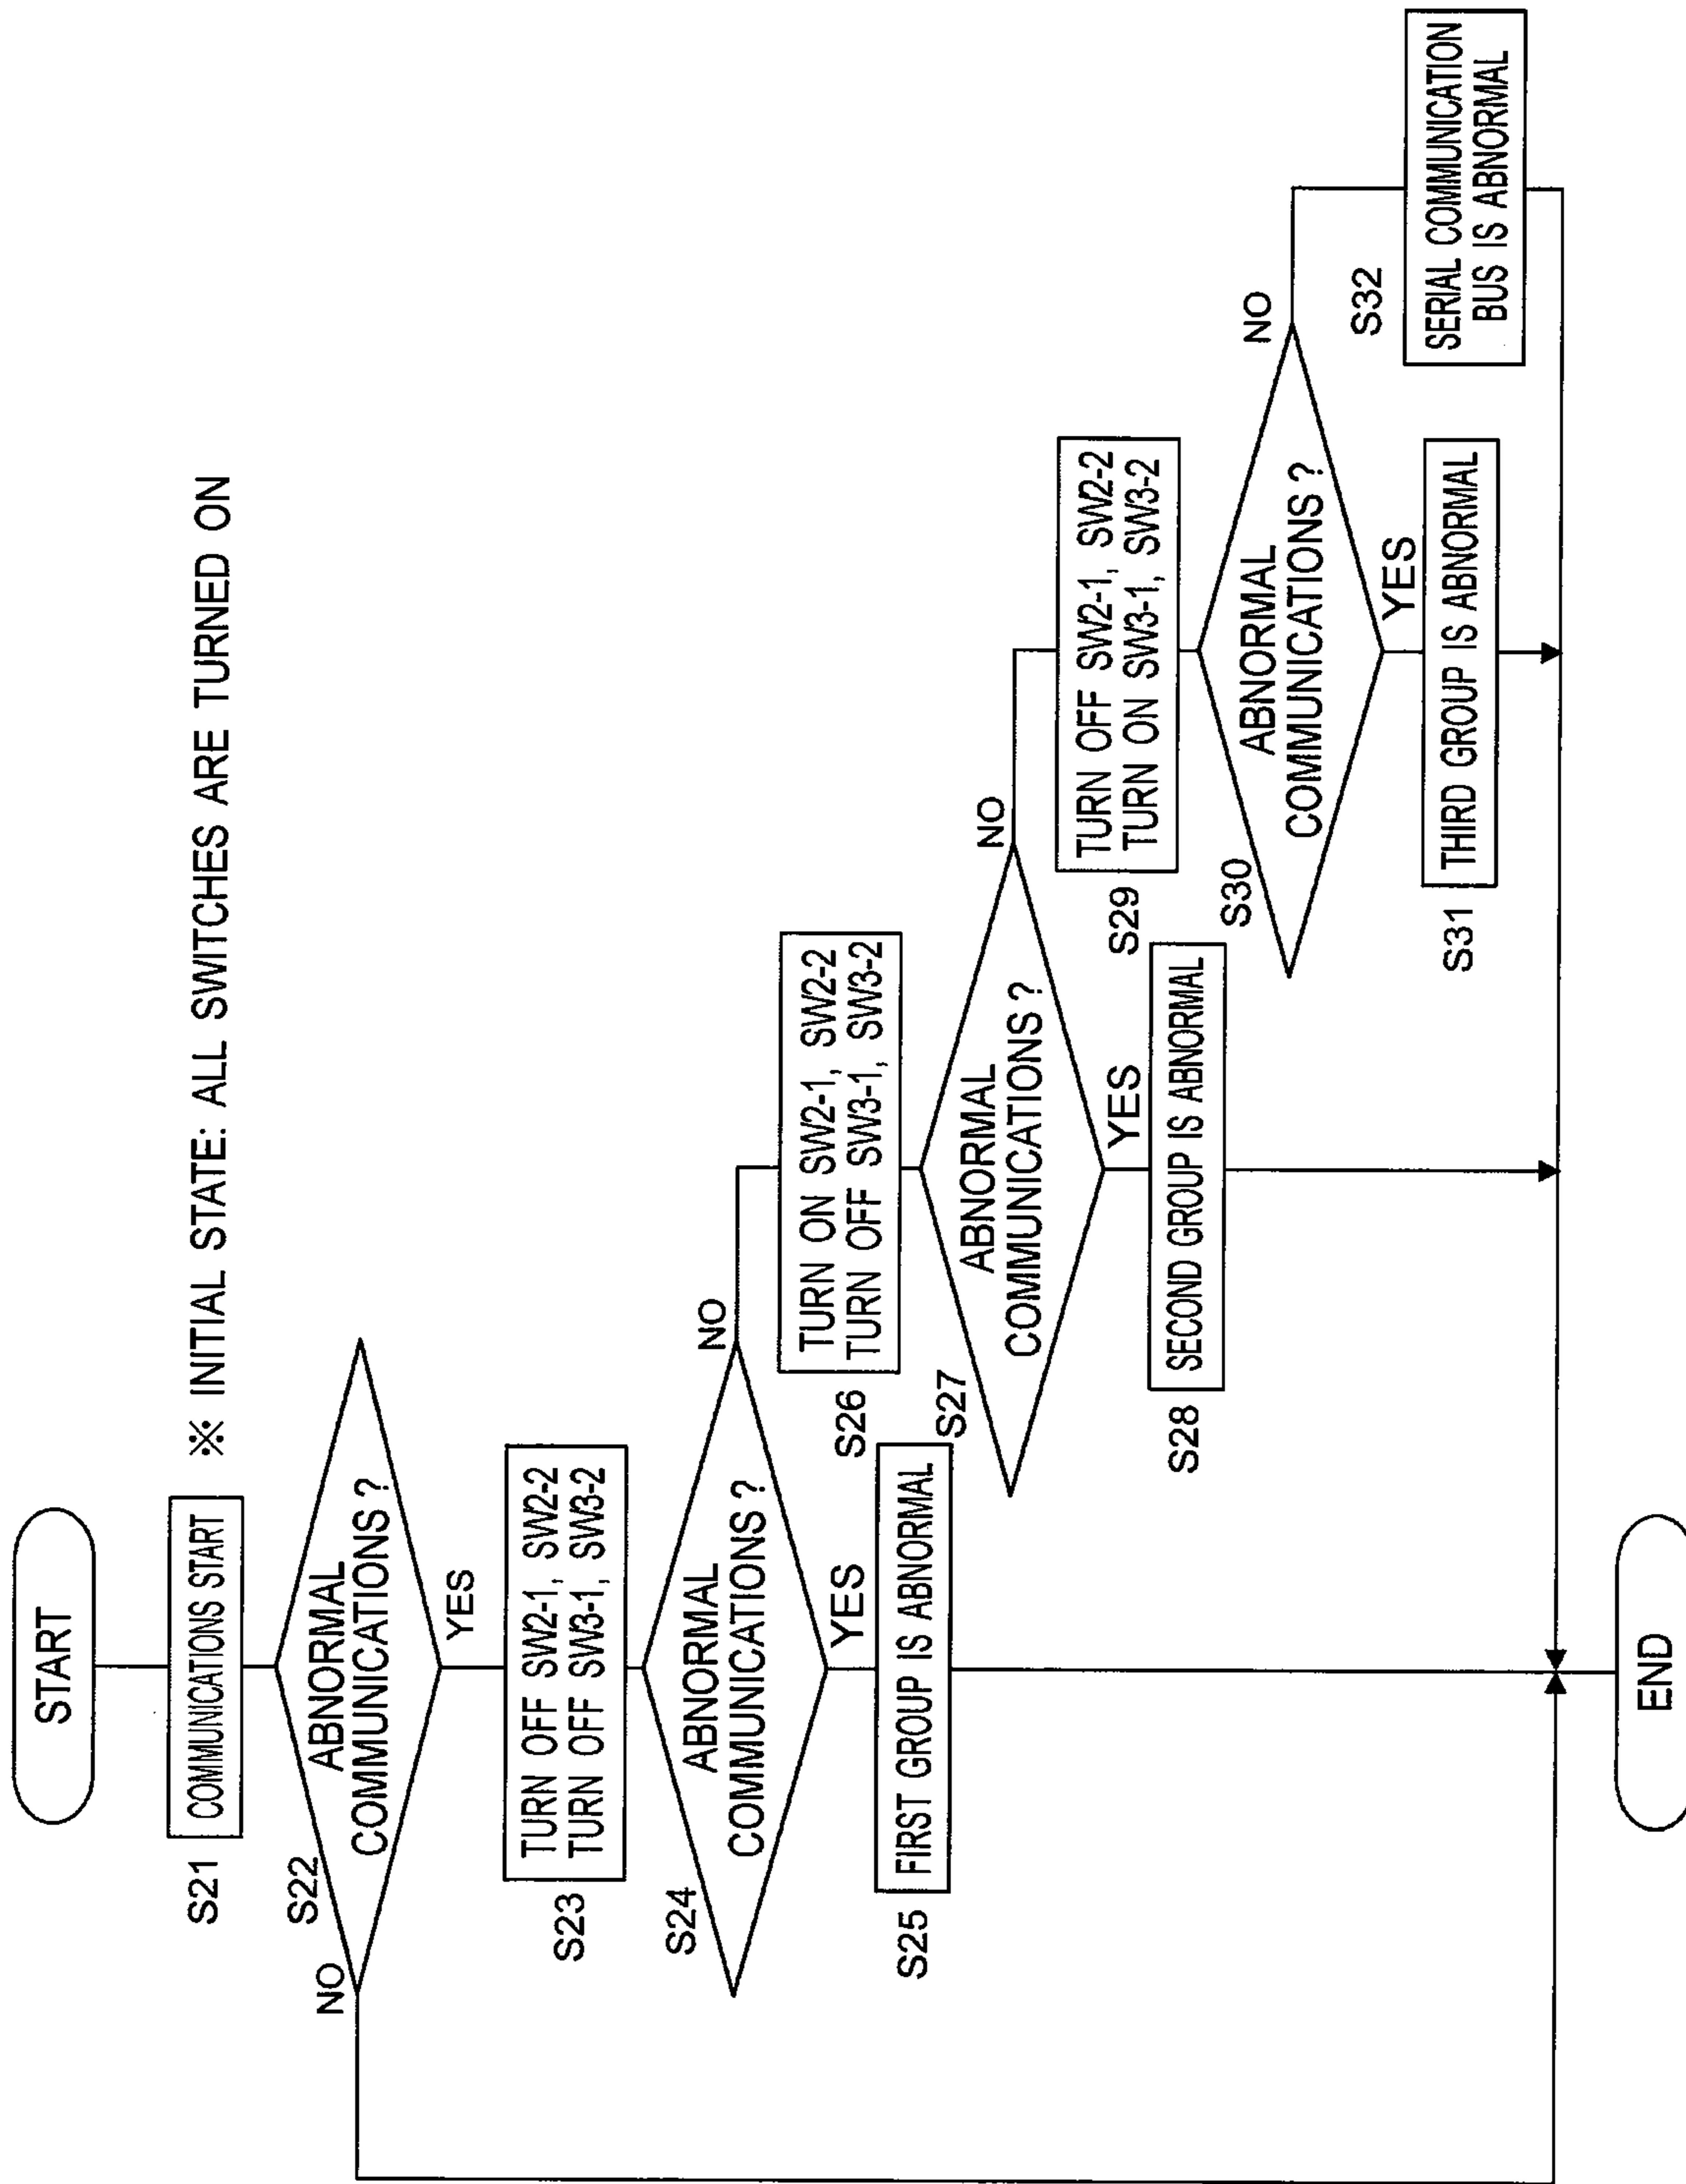 START
S21
COMMUNICATIONS START
※ INITIAL STATE: ALL SWITCHES ARE TURNED ON
S22
ABNORMAL
COMMUNICATIONS ?
NO
YES
S23
TURN OFF SW2-1, SW2-2
TURN OFF SW3-1, SW3-2
S24
ABNORMAL
COMMUNICATIONS ?
NO
YES
S25
FIRST GROUP IS ABNORMAL
S26
TURN ON SW2-1, SW2-2
TURN OFF SW3-1, SW3-2
S27
ABNORMAL
COMMUNICATIONS ?
NO
YES
S28
SECOND GROUP IS ABNORMAL
S29
TURN OFF SW2-1, SW2-2
TURN ON SW3-1, SW3-2
S30
ABNORMAL
COMMUNICATIONS ?
NO
YES
S31
THIRD GROUP IS ABNORMAL
S32
SERIAL COMMUNICATION
BUS IS ABNORMAL
END